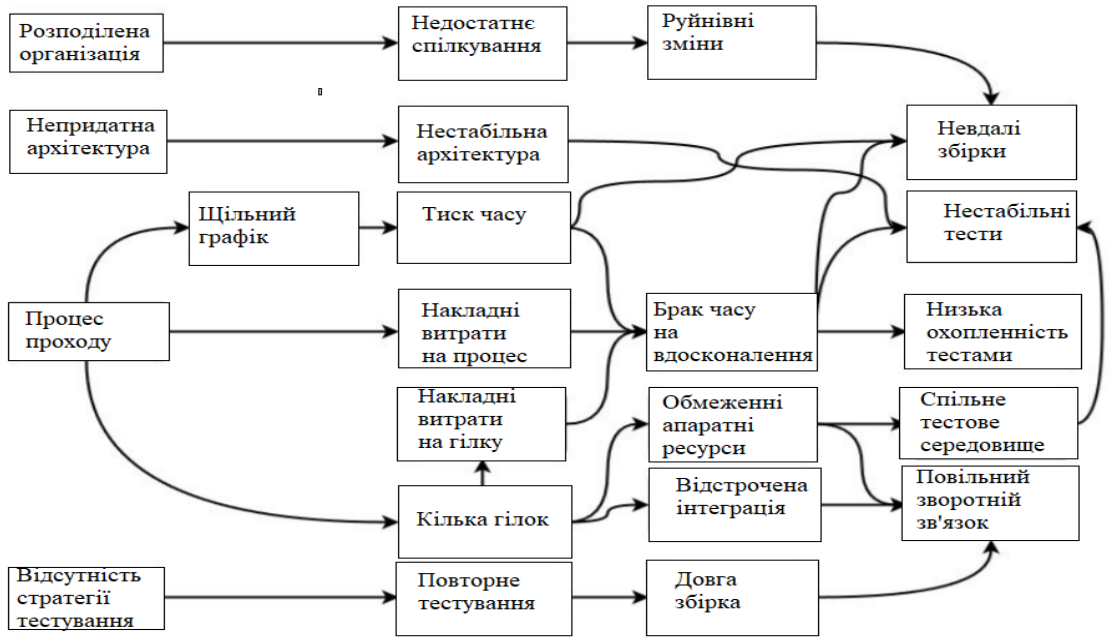 Розподілена
організація
Недостатнє
спілкування
Руйнівні
зміни
Непридатна
архітектура
Нестабільна
архітектура
Невдалі
збірки
Щільний
графік
Тиск часу
Нестабільні
тести
Процес
проходу
Накладні
витрати
на процес
Брак часу
на
вдосконалення
Низька
охопленність
тестами
Накладні
витрати
на гілку
Обмеженні
апаратні
ресурси
Спільне
тестове
середовище
Кілька гілок
Відстрочена
інтеграція
Повільний
зворотній
зв'язок
Відсутність
стратегії
тестування
Повторне
тестування
Довга
збірка